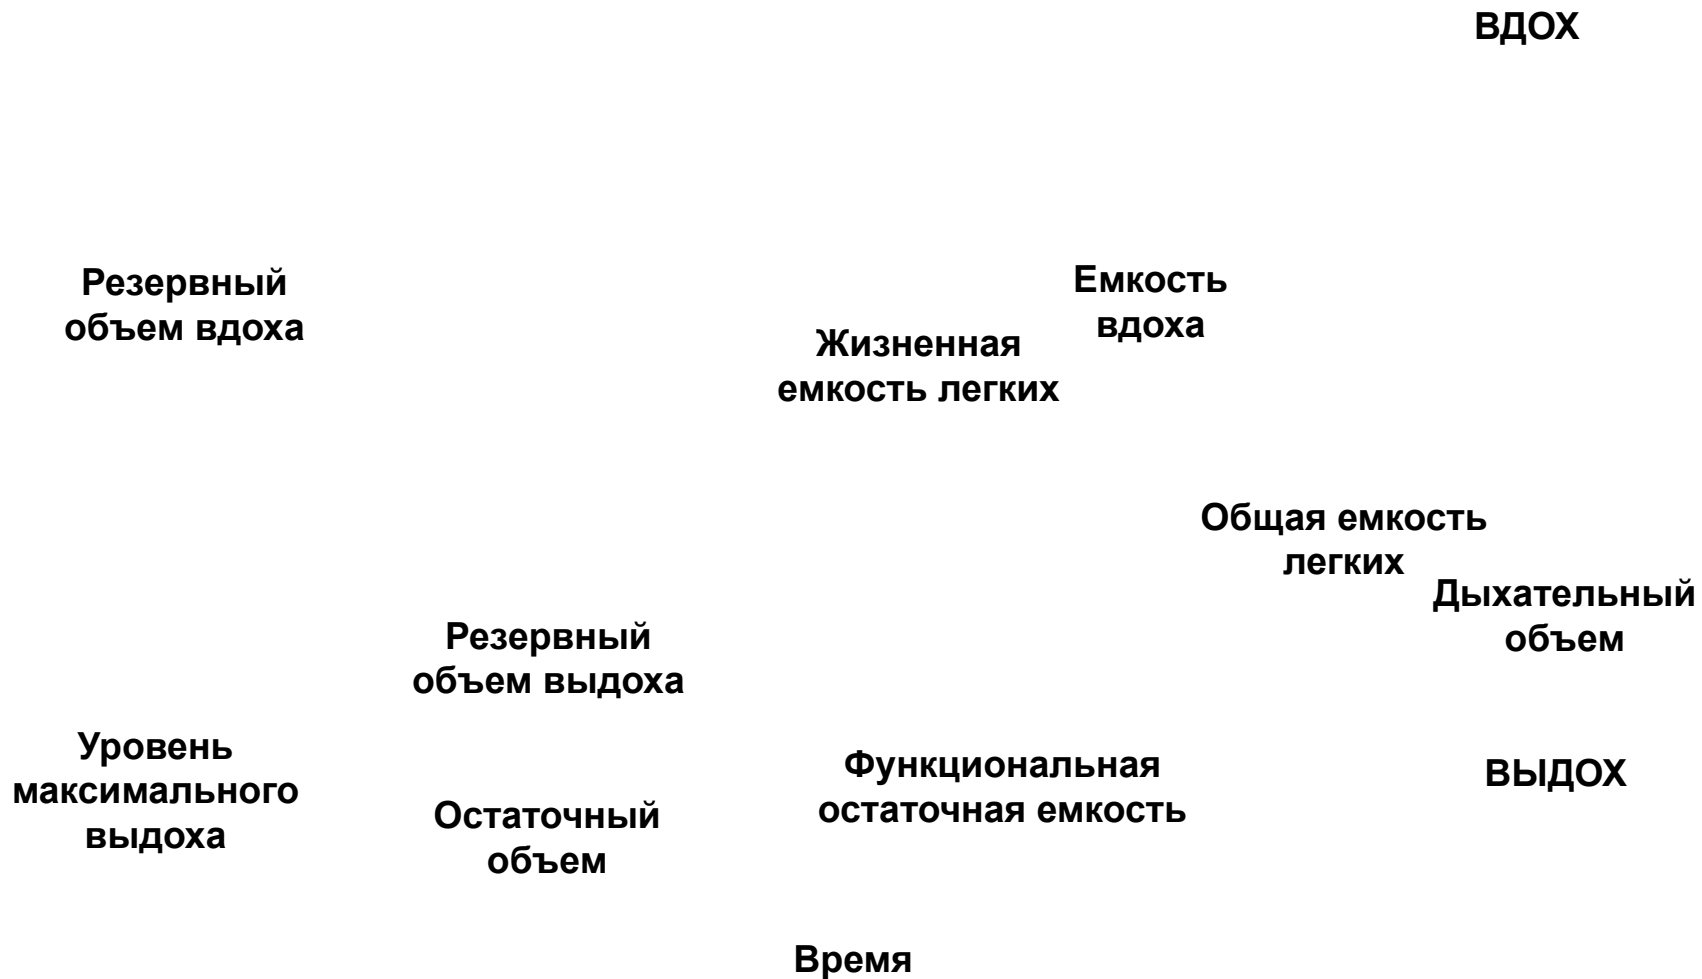 ВДОХ
Резервный
объем вдоха
Емкость
вдоха
Жизненная
емкость легких
Общая емкость
легких
Дыхательный
объем
Резервный
объем выдоха
Уровень
максимального
выдоха
Функциональная
остаточная емкость
ВЫДОХ
Остаточный
объем
Время